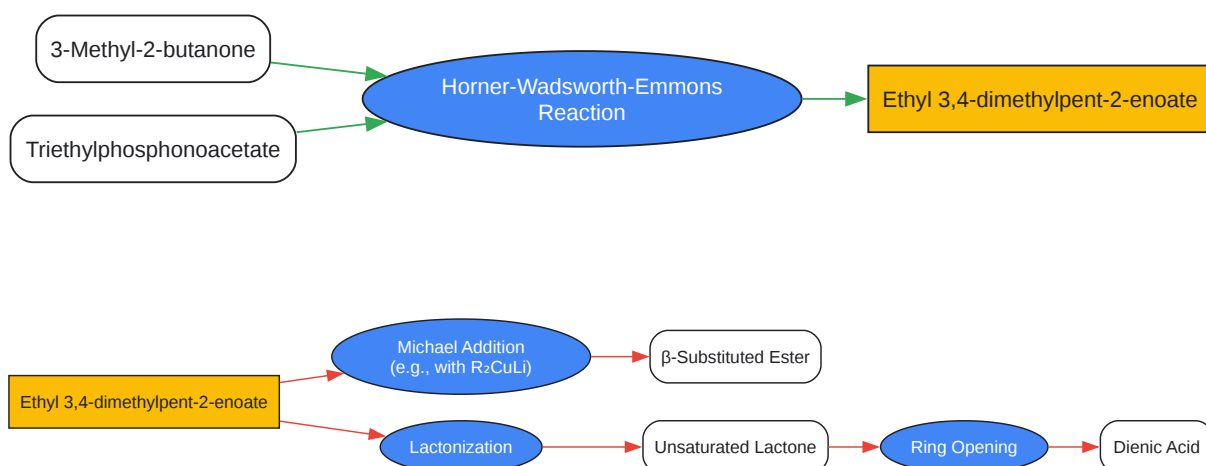 3-Methyl-2-butanone
Triethylphosphonoacetate
Horner-Wadsworth-Emmons
Reaction
Ethyl 3,4-dimethylpent-2-enoate
Ethyl 3,4-dimethylpent-2-enoate
Michael Addition
(e.g., with R₂CuLi)
β-Substituted Ester
Lactonization
Unsaturated Lactone
Ring Opening
Dienic Acid